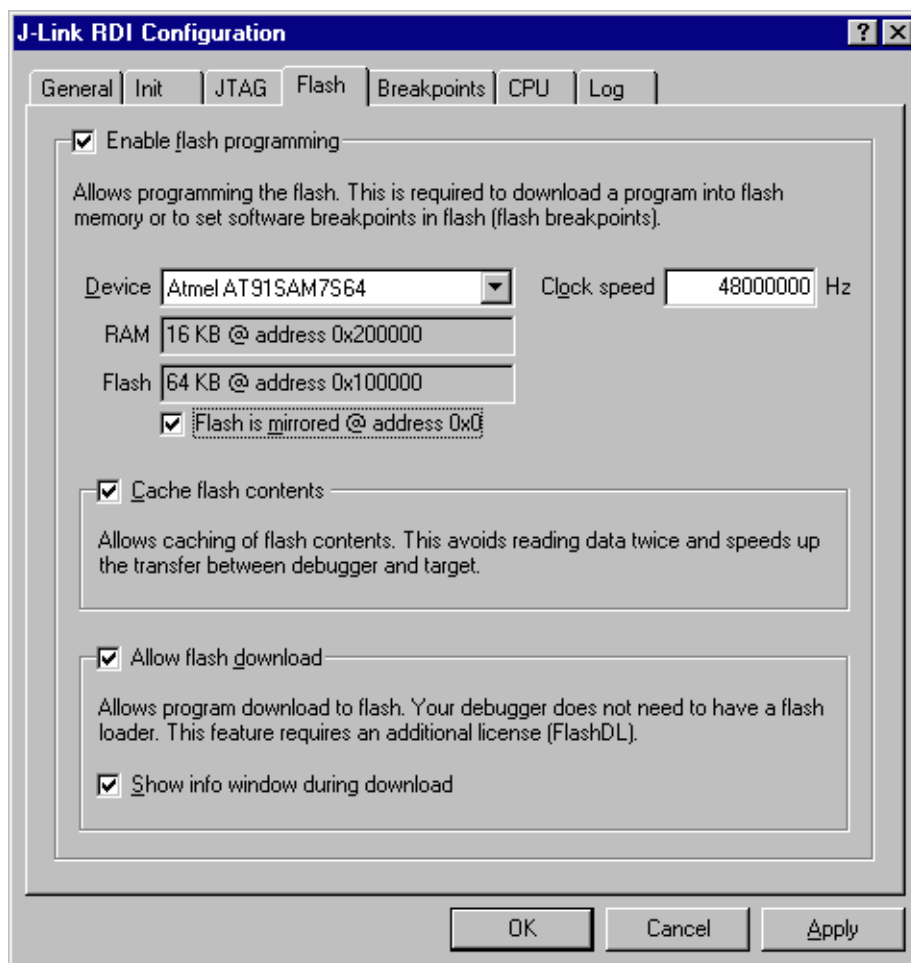 J-Link RDI Configuration
General Init JTAG Flash Breakpoints CPU Log
Enable flash programming
Allows programming the flash. This is required to download a program into flash
memory or to set software breakpoints in flash (flash breakpoints).
Device Atmel AT91SAM7S64 Clock speed 48000000 Hz
RAM 16 KB @ address 0x200000
Flash 64 KB @ address 0x100000
Flash is mirrored @ address 0x0
Cache flash contents
Allows caching of flash contents. This avoids reading data twice and speeds up
the transfer between debugger and target.
Allow flash download
Allows program download to flash. Your debugger does not need to have a flash
loader. This feature requires an additional license (FlashDL).
Show info window during download
OK Cancel Apply